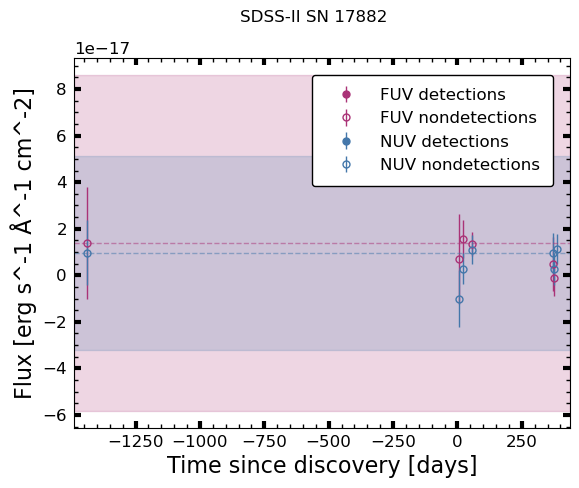 SDSS-II SN 17882
1e−17
FUV detections
FUV nondetections
NUV detections
NUV nondetections
8
6
4
2
0
−2
−4
−6
Flux [erg s^-1 Å^-1 cm^-2]
−1250 −1000 −750 −500 −250 0 250
Time since discovery [days]